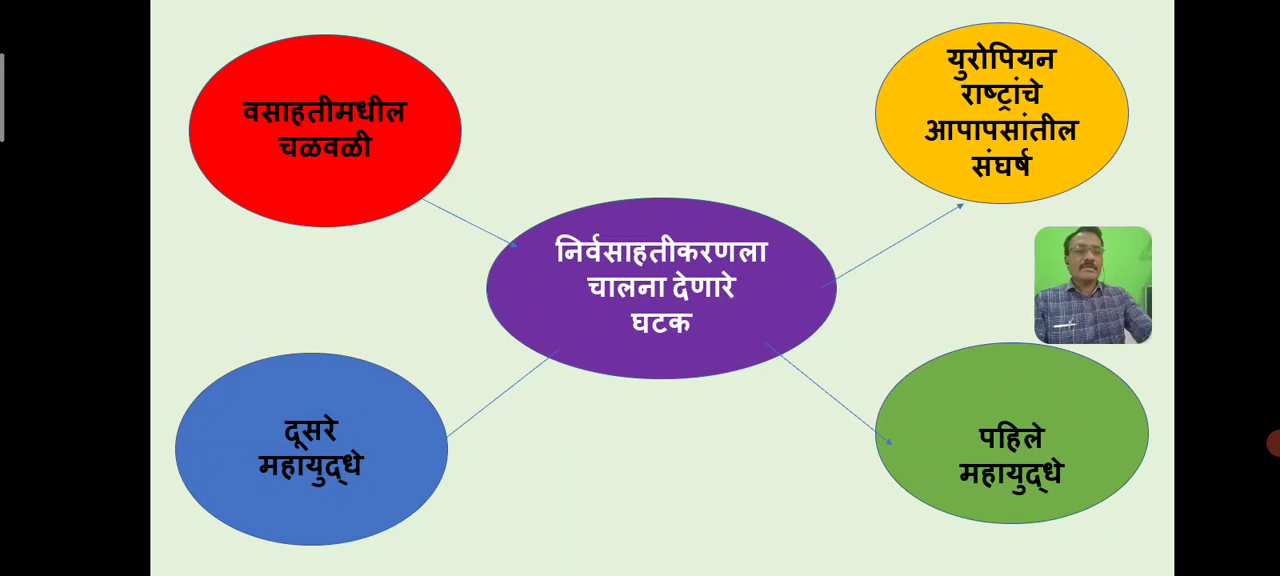 वसाहतीमधील
चळवळी
युरोपियन
राष्ट्रांचे
आपापसांतील
संघर्ष
निर्वसाहतीकरणला
चालना देणारे
घटक
दूसरे
महायुद्धे
पहिले
महायुद्धे